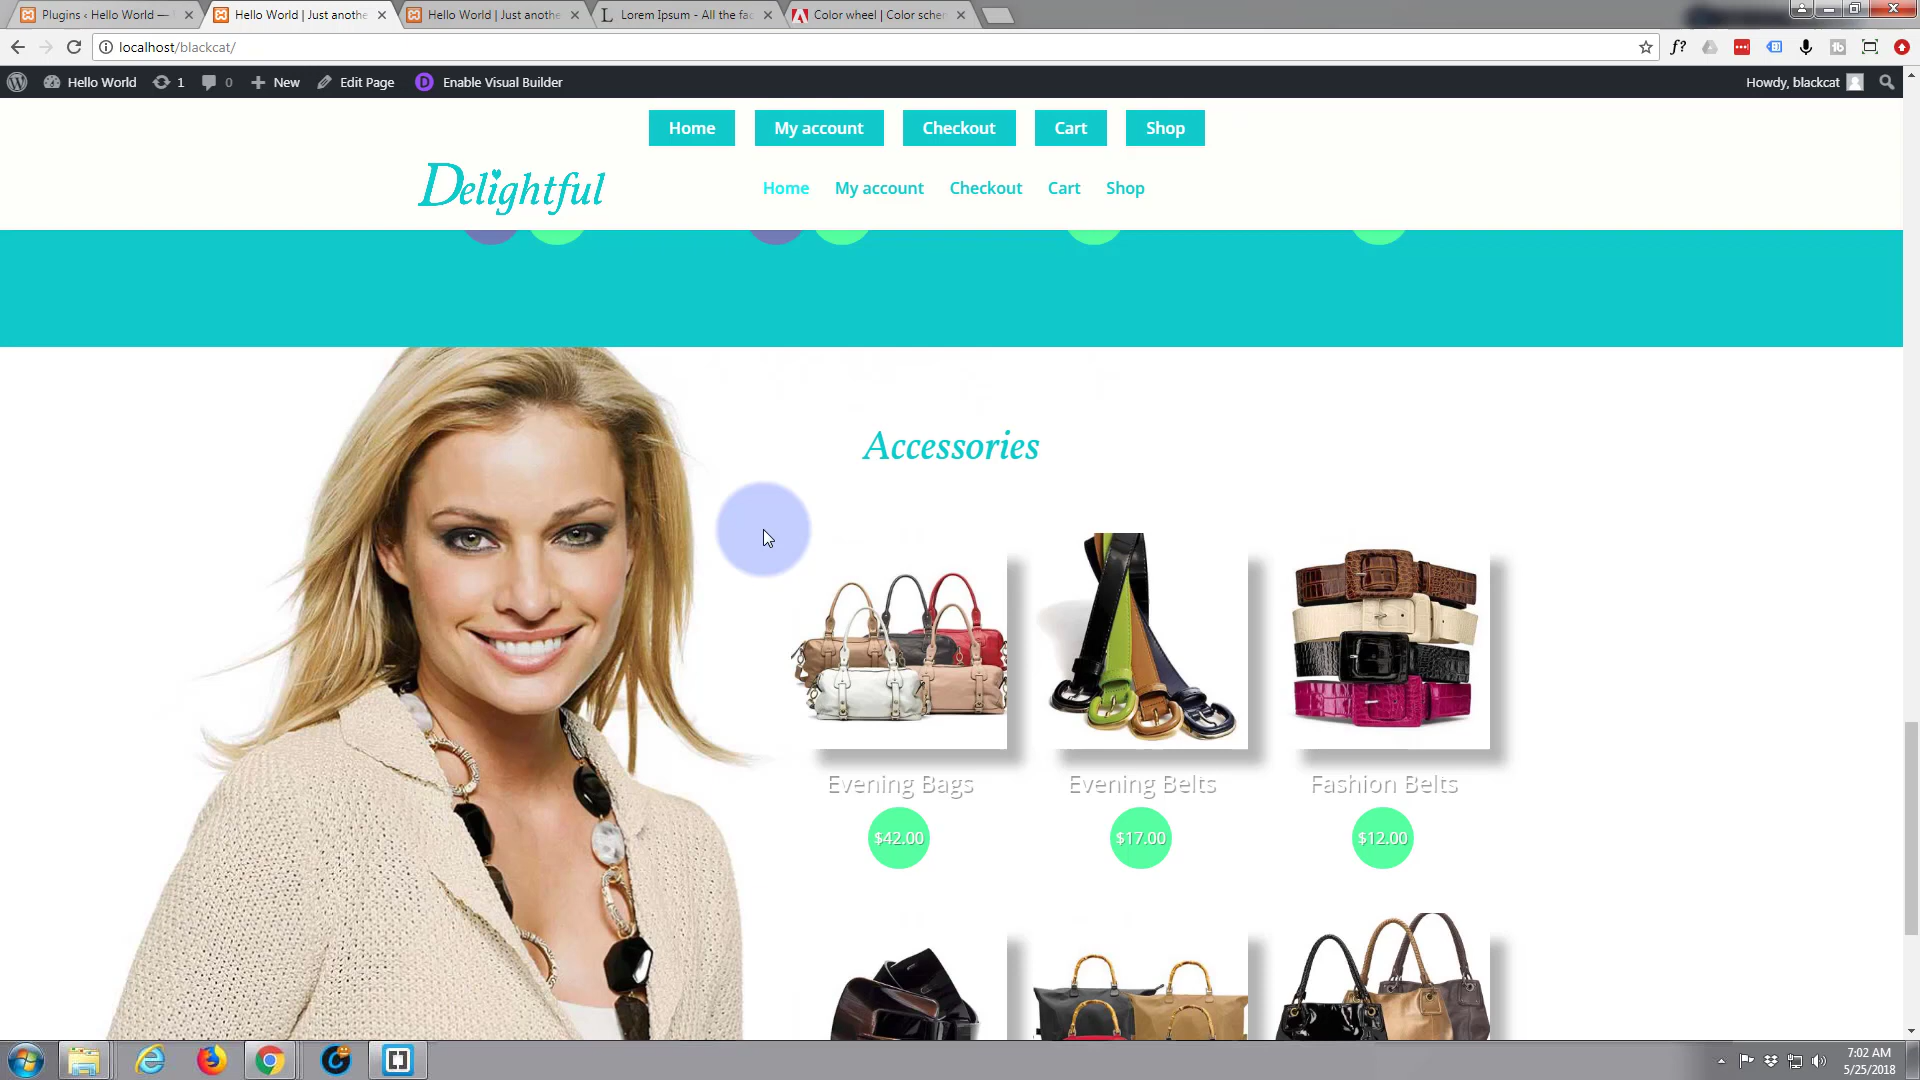 Plugins ‹ Hello World —
Hello World | Just anothe
Hello World | Just anothe
Lorem Ipsum - All the fac
Color wheel | Color schem
localhost/blackcat/
Hello World
1
0
New
Edit Page
D
Enable Visual Builder
Howdy, blackcat
Home
My account
Checkout
Cart
Shop
Delightful
Home
My account
Checkout
Cart
Shop
Accessories
Evening Bags
Evening Belts
Fashion Belts
$42.00
$17.00
$12.00
7:02 AM
5/25/2018